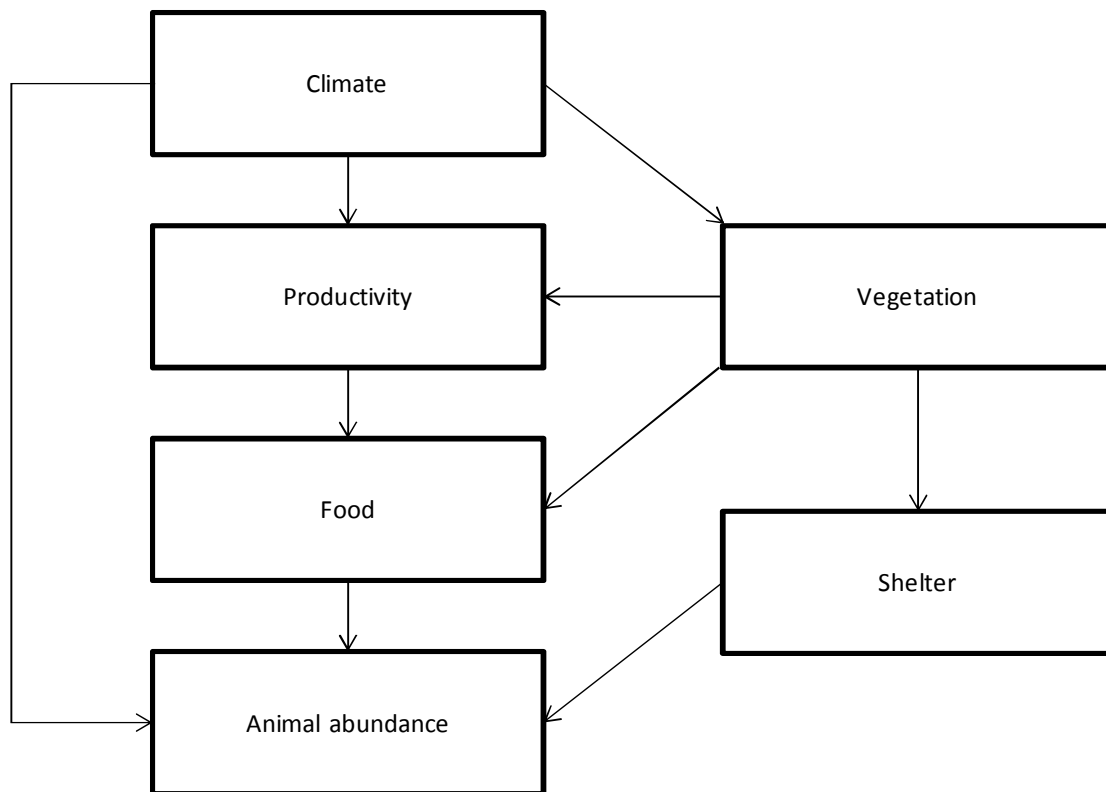 Climate
Productivity
Vegetation
Food
Shelter
Animal abundance